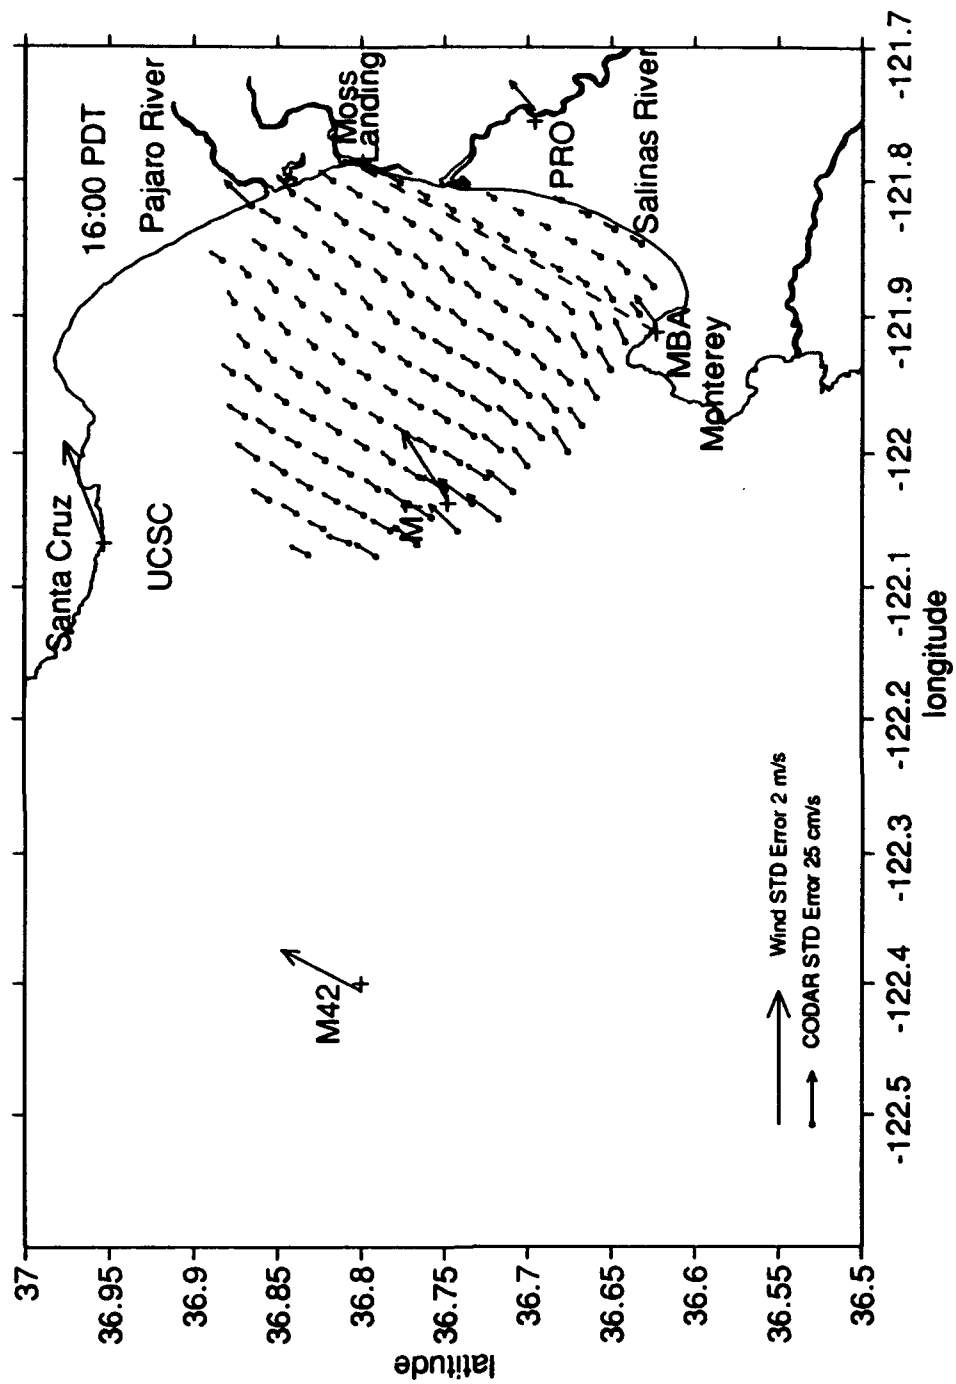 16:00 PDT
Santa Cruz
Pajaro River
UCSC
Moss
Landing
M42
M1
PRO
Salinas River
MBA
Monterey
Wind STD Error 2 m/s
CODAR STD Error 25 cm/s
37
36.95
36.9
36.85
36.8
36.75
36.7
36.65
36.6
36.55
36.5
latitude
-122.5
-122.4
-122.3
-122.2
-122.1
-122
-121.9
-121.8
-121.7
longitude